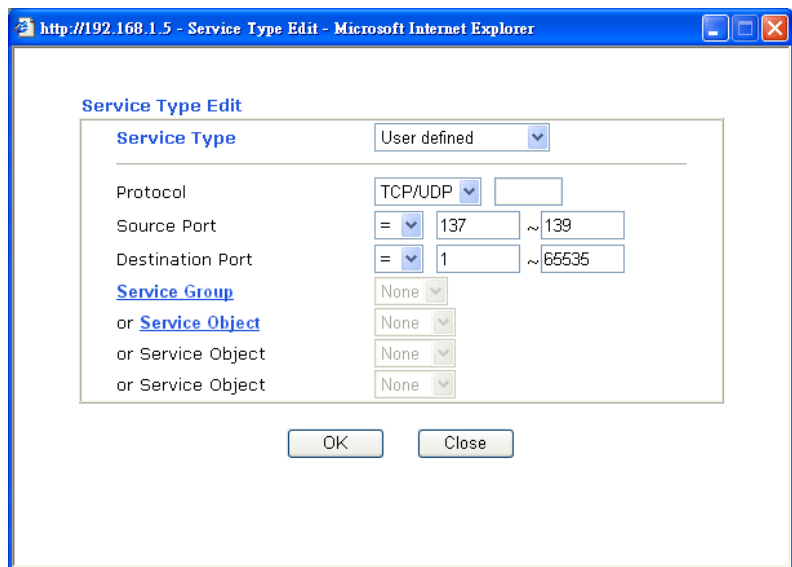 http://192.168.1.5 - Service Type Edit - Microsoft Internet Explorer
Service Type Edit
Service Type User defined
Protocol TCP/UDP
Source Port = 137 ~ 139
Destination Port = 1 ~ 65535
Service Group None
or Service Object None
or Service Object None
or Service Object None
OK Close